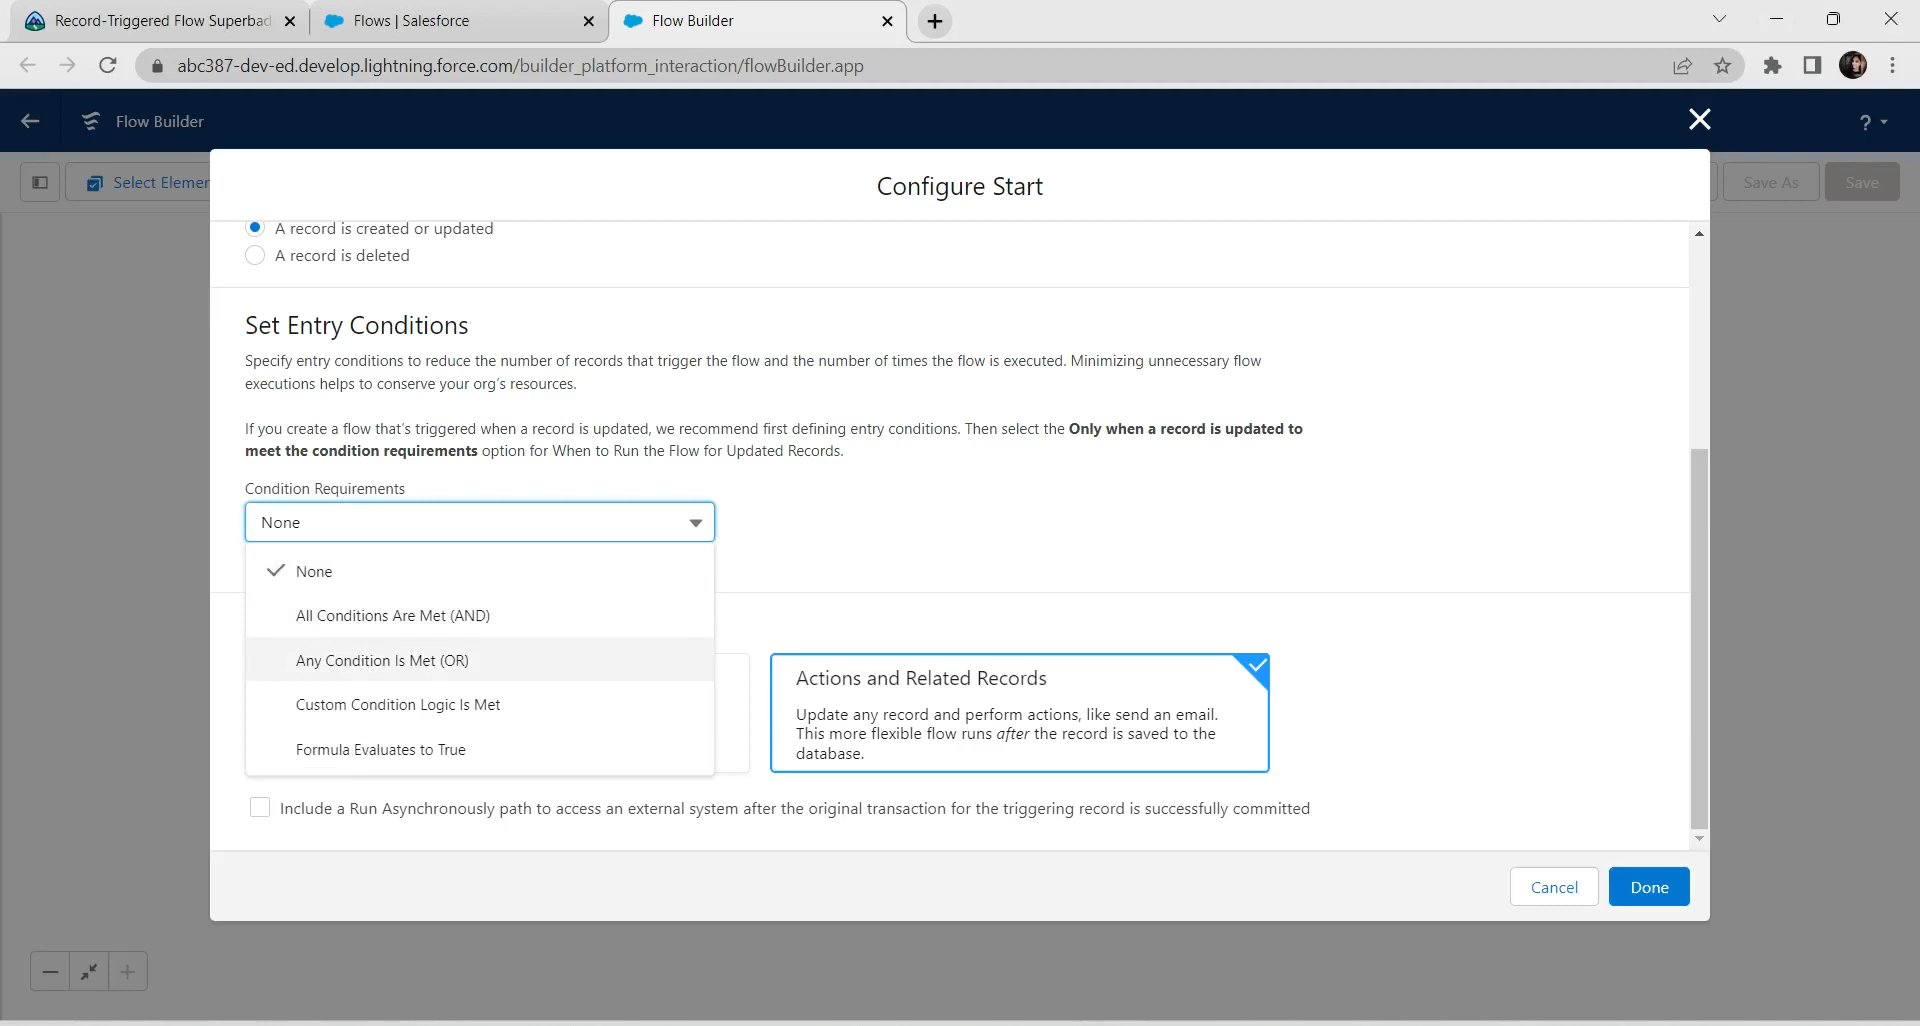 Record-Triggered Flow Superbad
Flows | Salesforce
Flow Builder
abc387-dev-ed.develop.lightning.force.com/builder_platform_interaction/flowBuilder.app
Flow Builder
?
Select Elemen
Save As
Save
Configure Start
A record is created or updated
A record is deleted
Set Entry Conditions
Specify entry conditions to reduce the number of records that trigger the flow and the number of times the flow is executed. Minimizing unnecessary flow
executions helps to conserve your org's resources.
If you create a flow that's triggered when a record is updated, we recommend first defining entry conditions. Then select the Only when a record is updated to
meet the condition requirements option for When to Run the Flow for Updated Records.
Condition Requirements
None
None
All Conditions Are Met (AND)
Any Condition Is Met (OR)
Custom Condition Logic Is Met
Formula Evaluates to True
Actions and Related Records
Update any record and perform actions, like send an email.
This more flexible flow runs after the record is saved to the
database.
Include a Run Asynchronously path to access an external system after the original transaction for the triggering record is successfully committed
Cancel
Done